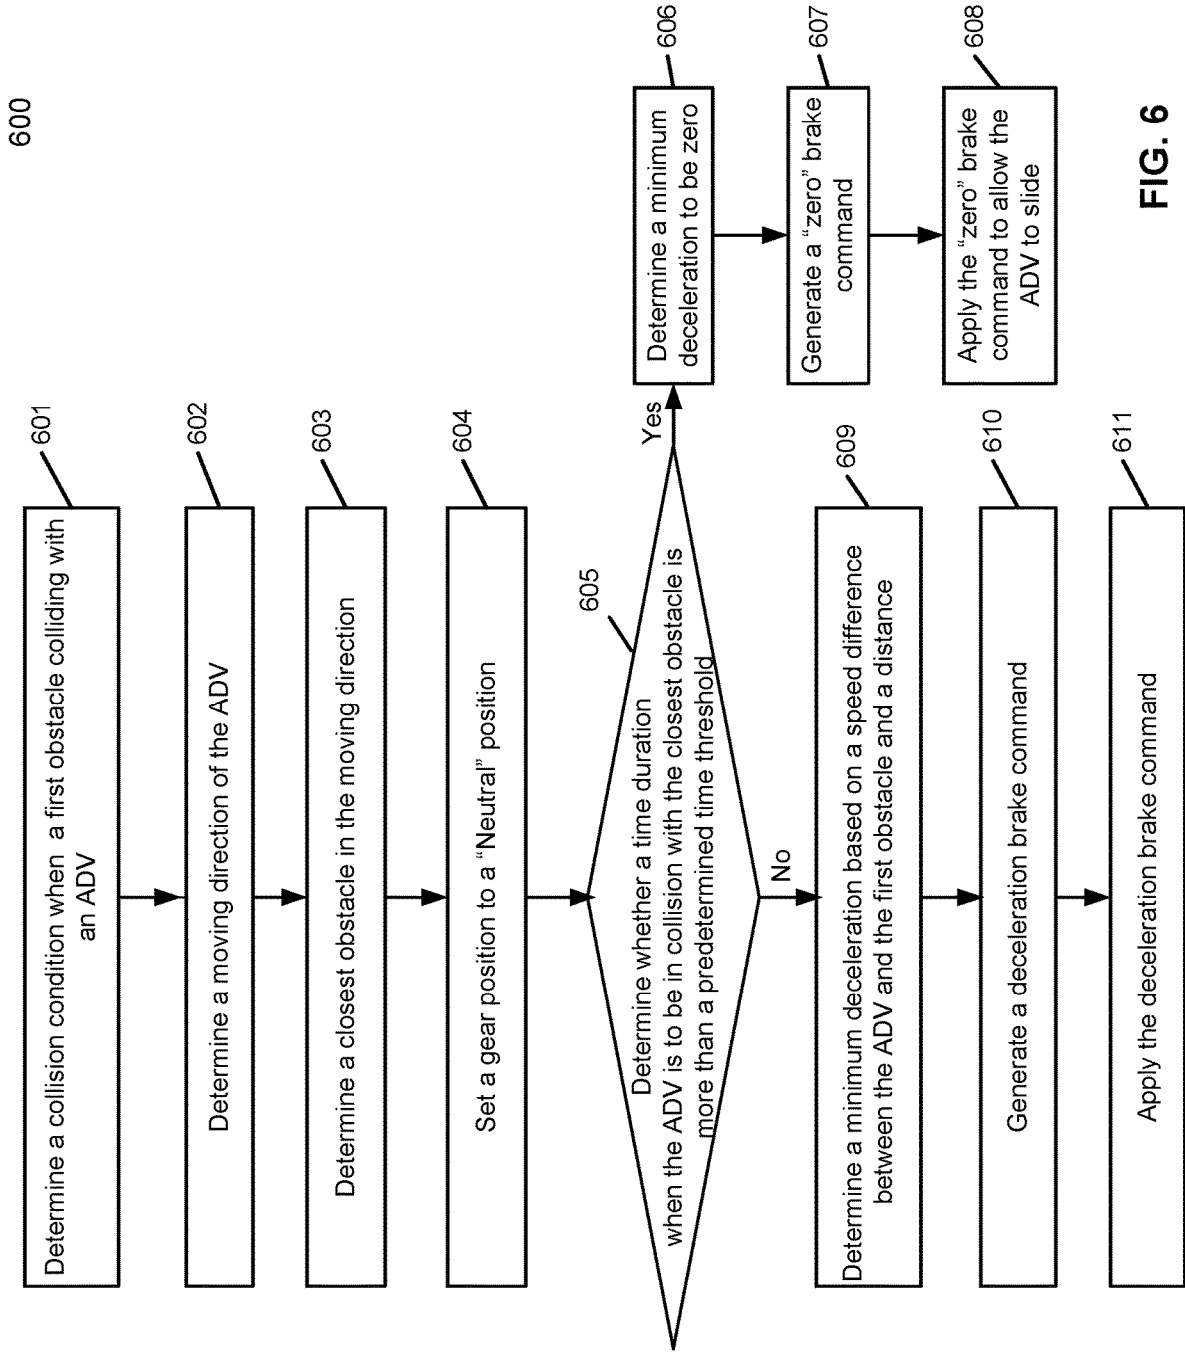 600
601
Determine a collision condition when a first obstacle colliding with
an ADV
602
Determine a moving direction of the ADV
603
Determine a closest obstacle in the moving direction
604
Set a gear position to a “Neutral” position
605
Determine whether a time duration
when the ADV is to be in collision with the closest obstacle is
more than a predetermined time threshold
Yes
606
Determine a minimum
deceleration to be zero
607
Generate a “zero” brake
command
608
Apply the “zero” brake
command to allow the
ADV to slide
No
609
Determine a minimum deceleration based on a speed difference
between the ADV and the first obstacle and a distance
610
Generate a deceleration brake command
611
Apply the deceleration brake command
FIG. 6